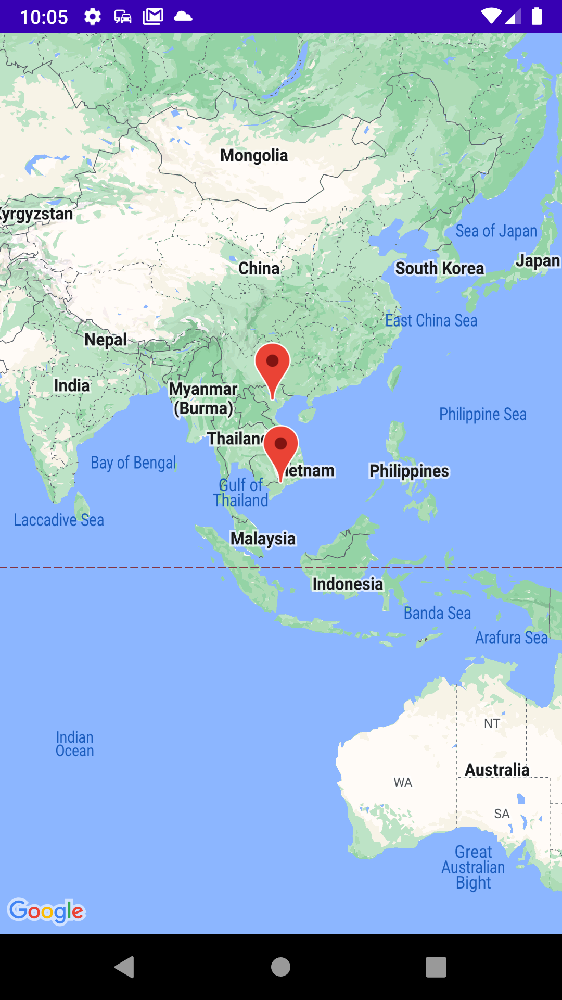 10:05
Mongolia
Kyrgyzstan
Sea of Japan
Japan
China
South Korea
East China Sea
Nepal
India
Myanmar
(Burma)
Philippine Sea
Thailand
Bay of Bengal
Vietnam
Philippines
Gulf of
Thailand
Laccadive Sea
Malaysia
Indonesia
Banda Sea
Arafura Sea
NT
Indian
Ocean
Australia
WA
SA
Great
Australian
Bight
Google